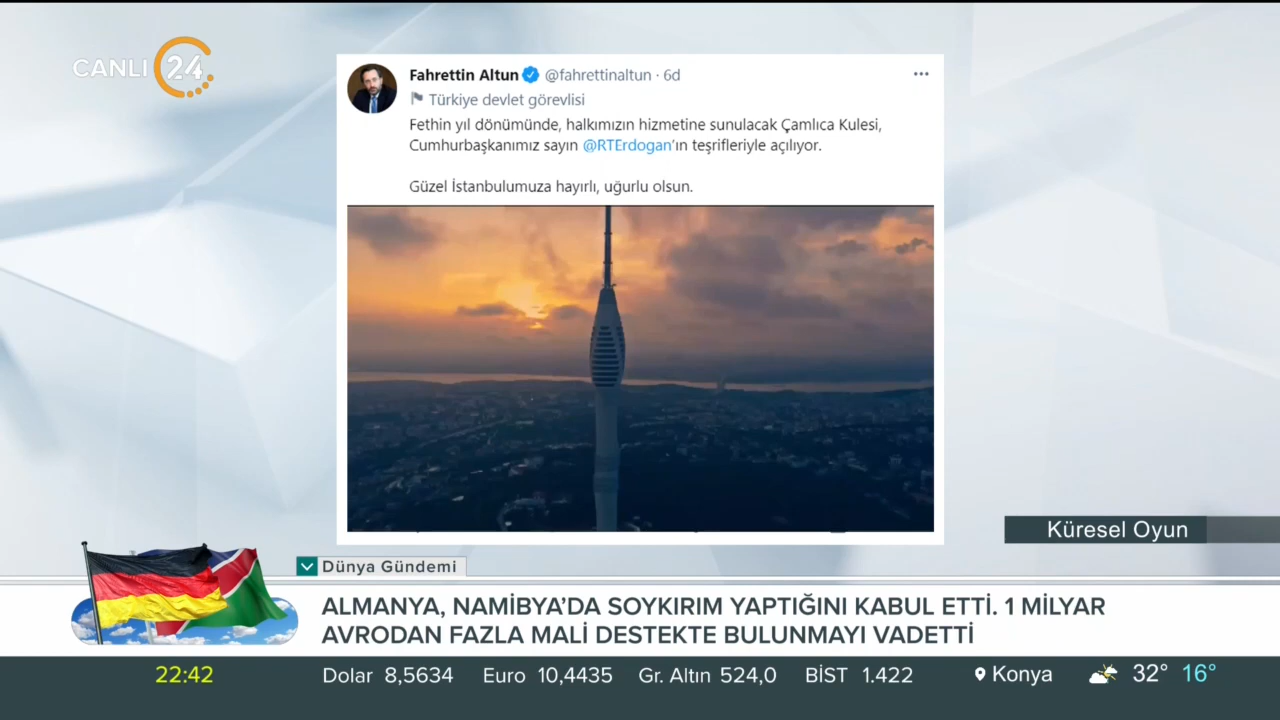 CANLI 24
Fahrettin Altun @fahrettinaltun · 6d
Türkiye devlet görevlisi
Fethin yıl dönümünde, halkımızın hizmetine sunulacak Çamlıca Kulesi,
Cumhurbaşkanımız sayın @RTErdogan'ın teşrifleriyle açılıyor.
Güzel İstanbulumuza hayırlı, uğurlu olsun.
Küresel Oyun
Dünya Gündemi
ALMANYA, NAMİBYA'DA SOYKIRIM YAPTIĞINI KABUL ETTİ. 1 MİLYAR
AVRODAN FAZLA MALİ DESTEKTE BULUNMAYI VADETTİ
22:42 Dolar 8,5634 Euro 10,4435 Gr. Altın 524,0 BİST 1.422 Konya 32° 16°